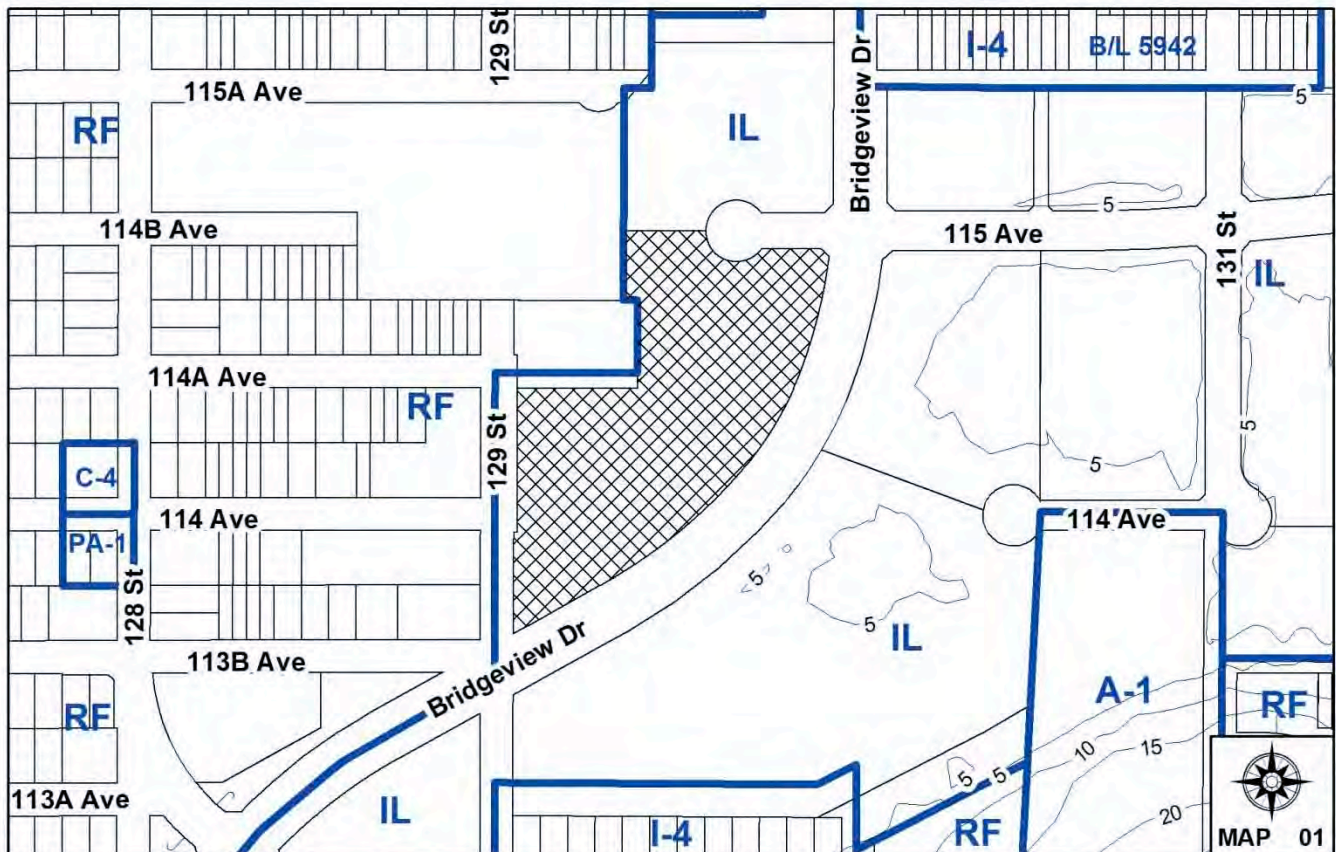 129 St
I-4
B/L 5942
Bridgeview Dr
115A Ave
5
RF
IL
114B Ave
5
115 Ave
131 St
IL
114A Ave
RF
129 St
5
5
C-4
114 Ave
114 Ave
PA-1
5
128 St
5
IL
113B Ave
Bridgeview Dr
A-1
RF
RF
10
15
5
5
113A Ave
IL
20
I-4
RF
MAP 01